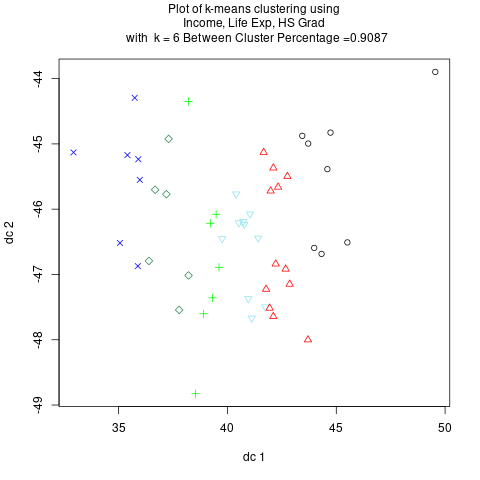 Plot of k-means clustering using
Income, Life Exp, HS Grad
with k = 6 Between Cluster Percentage =0.9087
-44
-45
-46
-47
-48
-49
dc 2
35
40
45
50
dc 1